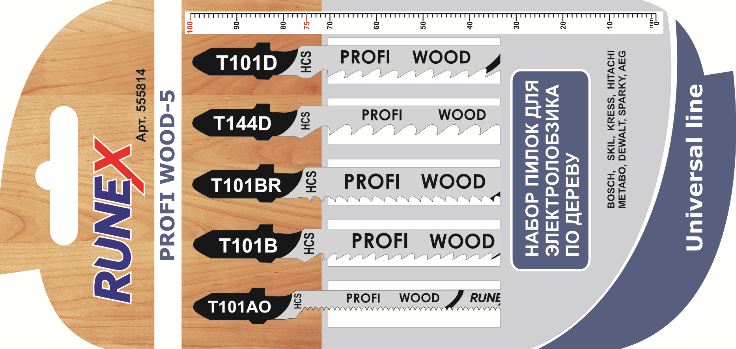 RUNEX
Арт. 555814
PROFI WOOD-5
100 90 80 75 70 60 50 40 30 20 10 0
T101D HCS PROFI WOOD
T144D HCS PROFI WOOD
T101BR HCS PROFI WOOD
T101B HCS PROFI WOOD
T101AO HCS PROFI WOOD RUNE
НАБОР ПИЛОК ДЛЯ
ЭЛЕКТРОЛОБЗИКА
ПО ДЕРЕВУ
BOSCH, SKIL, KRESS, HITACHI
METABO, DEWALT, SPARKY, AEG
Universal line